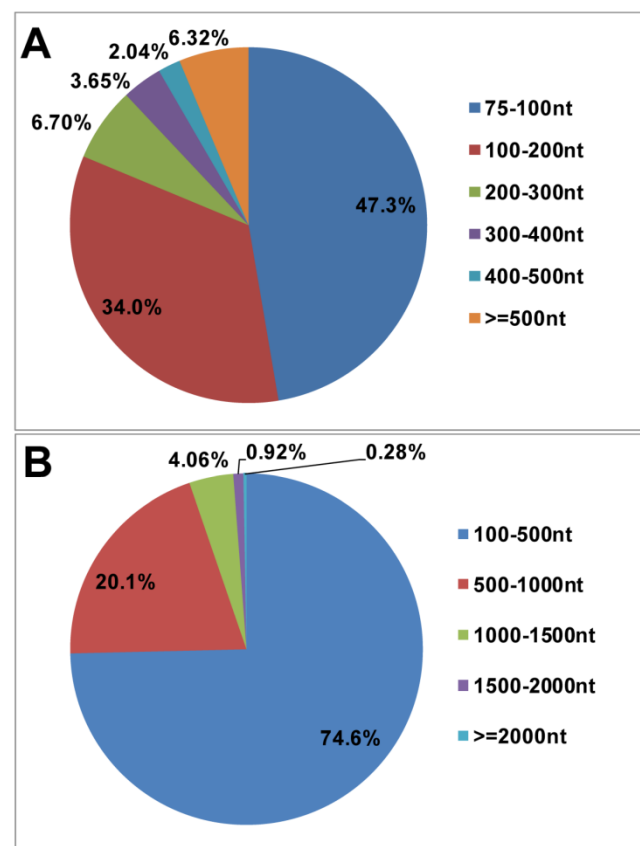 A
6.32%
2.04%
3.65%
6.70%
47.3%
34.0%
75-100nt
100-200nt
200-300nt
300-400nt
400-500nt
>=500nt
B
0.92%
0.28%
4.06%
20.1%
74.6%
100-500nt
500-1000nt
1000-1500nt
1500-2000nt
>=2000nt